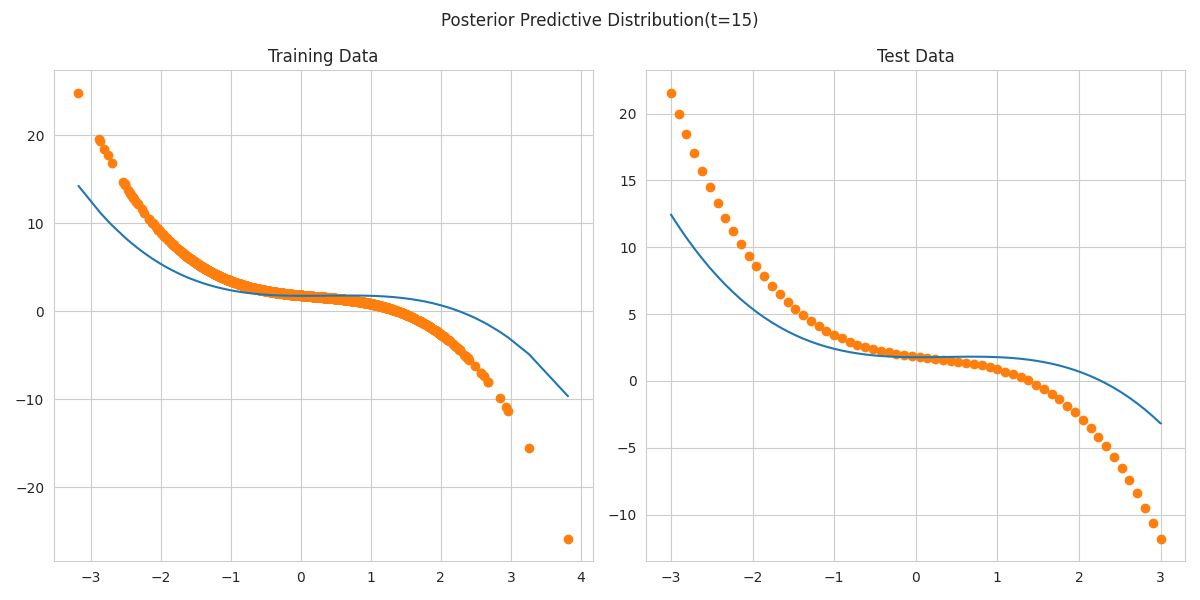 Posterior Predictive Distribution(t=15)
Training Data
20
10
0
−10
−20
−3 −2 −1 0 1 2 3 4
Test Data
20
15
10
5
0
−5
−10
−3 −2 −1 0 1 2 3